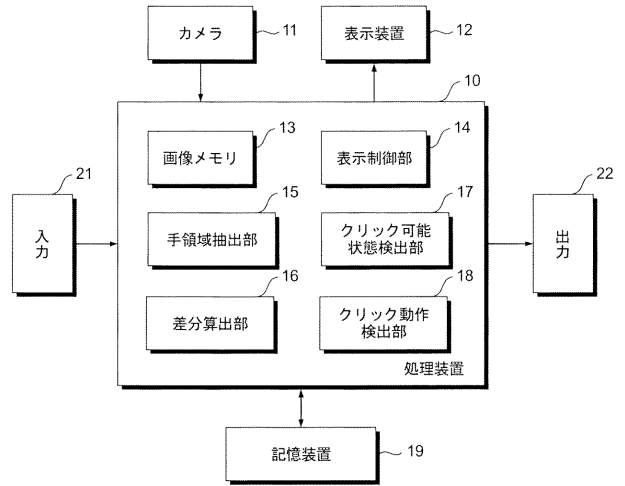 カメラ
11
表示装置
12
10
画像メモリ
13
表示制御部
14
21
入力
手領域抽出部
15
クリック可能
状態検出部
17
22
出力
差分算出部
16
クリック動作
検出部
18
処理装置
記憶装置
19